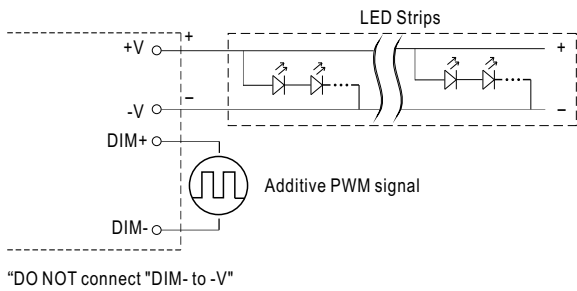 LED Strips
+V
+
+
-V
–
–
DIM+
Additive PWM signal
DIM-
“DO NOT connect "DIM- to -V"